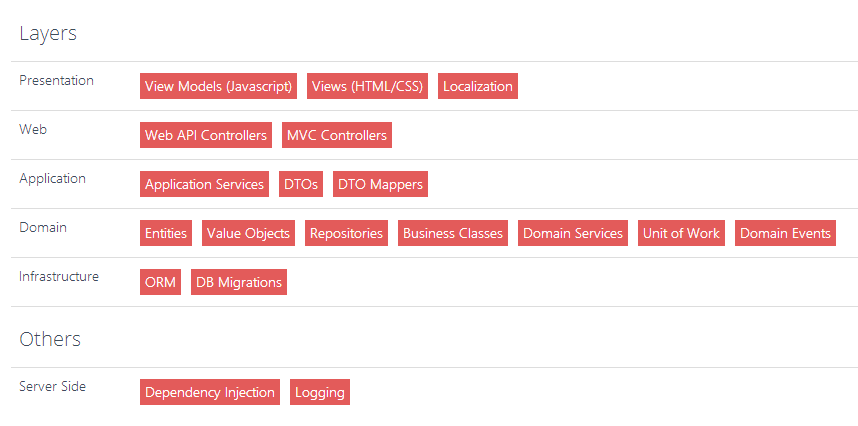 Layers
Presentation View Models (Javascript) Views (HTML/CSS) Localization
Web Web API Controllers MVC Controllers
Application Application Services DTOs DTO Mappers
Domain Entities Value Objects Repositories Business Classes Domain Services Unit of Work Domain Events
Infrastructure ORM DB Migrations
Others
Server Side Dependency Injection Logging